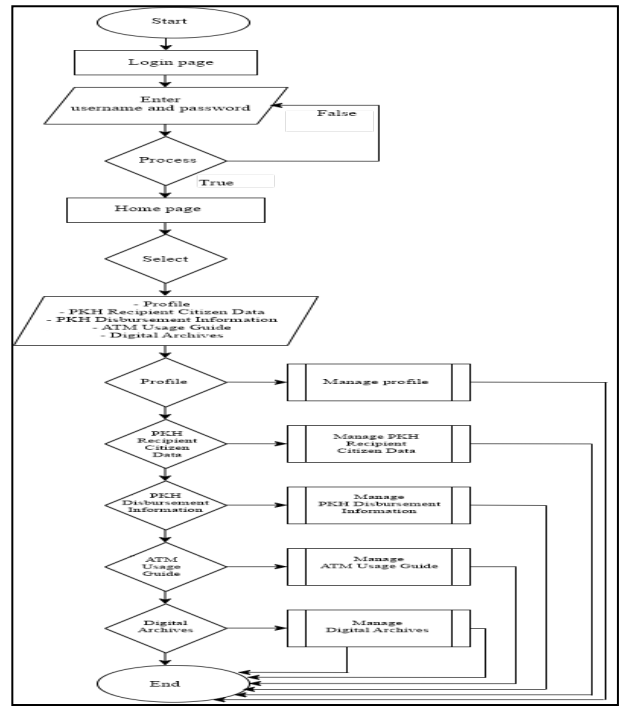 Start
Login page
Enter
username and password
False
Process
True
Home page
Select
- Profile
- PKH Recipient Citizen Data
- PKH Disbursement Information
- ATM Usage Guide
- Digital Archives
Profile
Manage profile
PKH
Recipient
Citizen
Data
Manage PKH
Recipient
Citizen Data
PKH
Disbursement
Information
Manage
PKH Disbursement
Information
ATM
Usage
Guide
Manage
ATM Usage Guide
Digital
Archives
Manage
Digital Archives
End